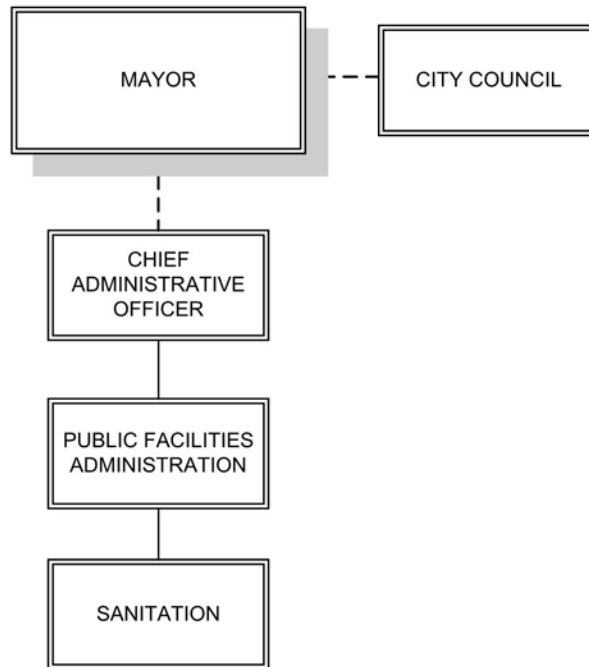 MAYOR
CITY COUNCIL
CHIEF
ADMINISTRATIVE
OFFICER
PUBLIC FACILITIES
ADMINISTRATION
SANITATION